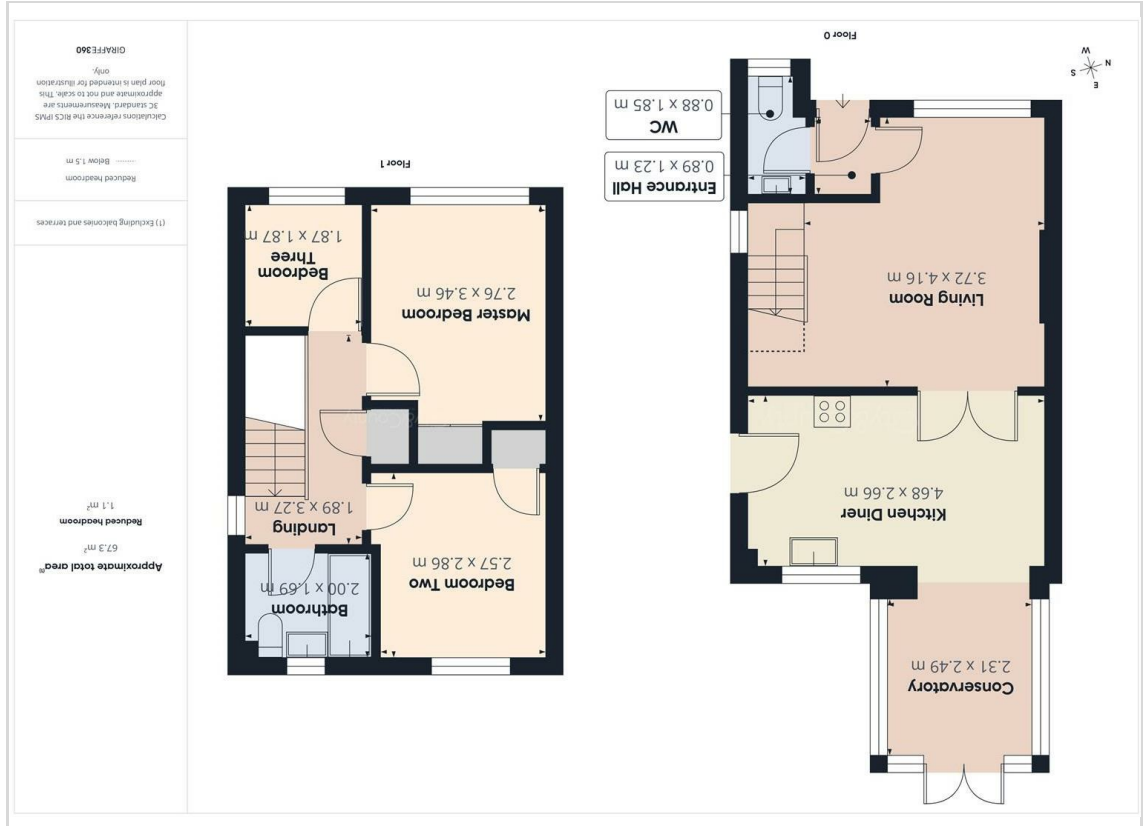 Floor 0
Conservatory
2.31 x 2.49 m
Kitchen Diner
4.68 x 2.66 m
Living Room
3.72 x 4.16 m
Entrance Hall
0.89 x 1.23 m
WC
0.88 x 1.85 m
N
E
S
W
Floor 1
Bathroom
2.00 x 1.69 m
Bedroom Two
2.57 x 2.86 m
Landing
1.89 x 3.27 m
Master Bedroom
2.76 x 3.46 m
Bedroom
Three
1.87 x 1.87 m
Approximate total area(1)
67.3 m²
Reduced headroom
1.1 m²
(1) Excluding balconies and terraces
Reduced headroom
Below 1.5 m
Calculations reference the RICS IPMS
3C standard. Measurements are
approximate and not to scale. This
floor plan is intended for illustration
only.
GIRAFFE360